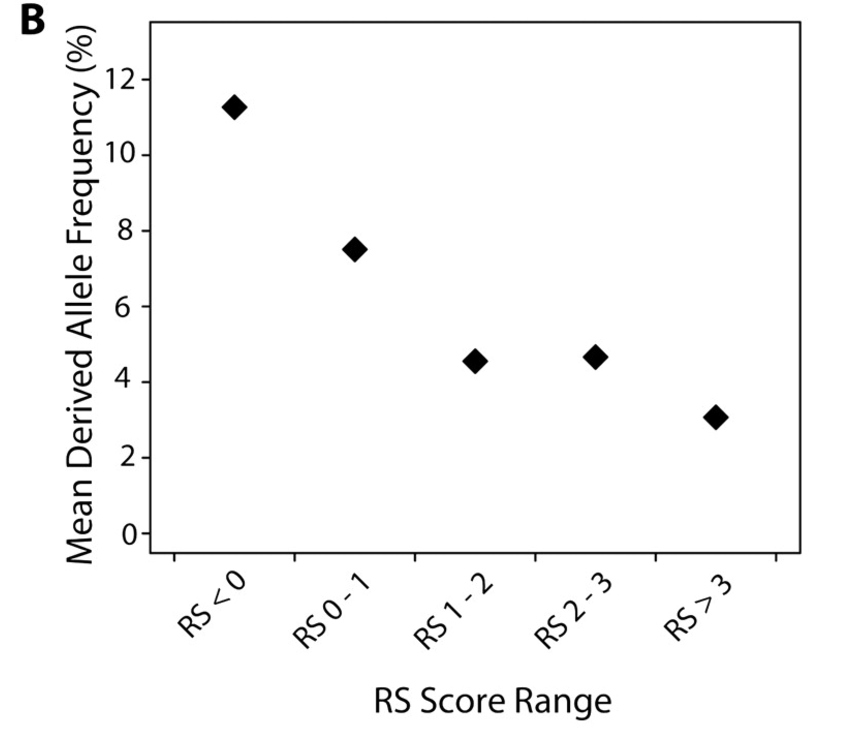 B
Mean Derived Allele Frequency (%)
12
10
8
6
4
2
0
RS < 0
RS 0 - 1
RS 1 - 2
RS 2 - 3
RS > 3
RS Score Range